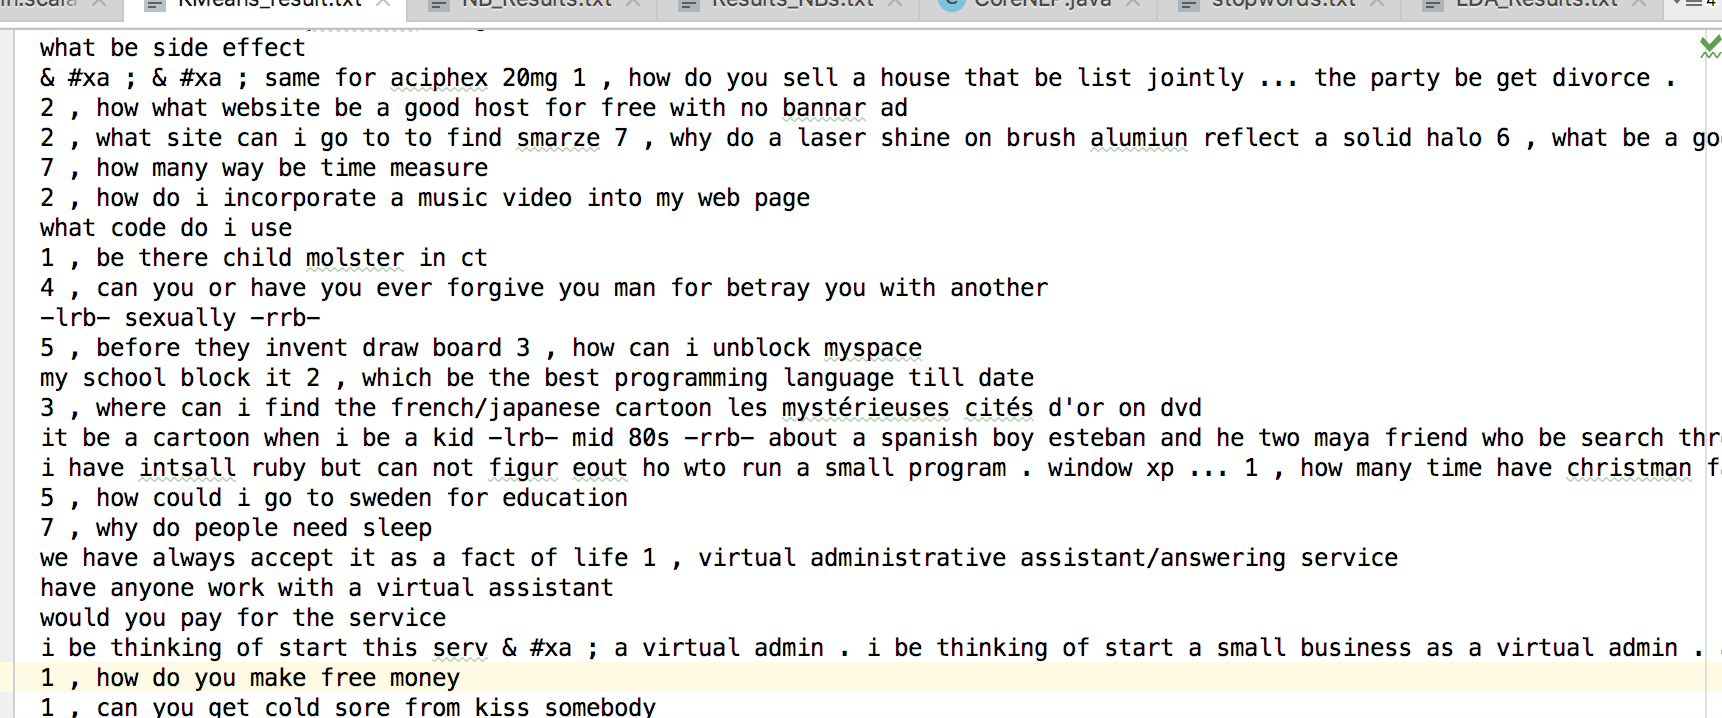 KMeans_result.txt NB_Results.txt Results_NBs.txt CoreNLP.java stopwords.txt LDA_Results.txt 4
what be side effect
& #xa ; & #xa ; same for aciphex 20mg 1 , how do you sell a house that be list jointly ... the party be get divorce .
2 , how what website be a good host for free with no bannar ad
2 , what site can i go to to find smarze 7 , why do a laser shine on brush alumiun reflect a solid halo 6 , what be a go
7 , how many way be time measure
2 , how do i incorporate a music video into my web page
what code do i use
1 , be there child molster in ct
4 , can you or have you ever forgive you man for betray you with another
-lrb- sexually -rrb-
5 , before they invent draw board 3 , how can i unblock myspace
my school block it 2 , which be the best programming language till date
3 , where can i find the french/japanese cartoon les mystérieuses cités d'or on dvd
it be a cartoon when i be a kid -lrb- mid 80s -rrb- about a spanish boy esteban and he two maya friend who be search thr
i have intsall ruby but can not figur eout ho wto run a small program . window xp ... 1 , how many time have christman f
5 , how could i go to sweden for education
7 , why do people need sleep
we have always accept it as a fact of life 1 , virtual administrative assistant/answering service
have anyone work with a virtual assistant
would you pay for the service
i be thinking of start this serv & #xa ; a virtual admin . i be thinking of start a small business as a virtual admin .
1 , how do you make free money
1 , can you get cold sore from kiss somebody